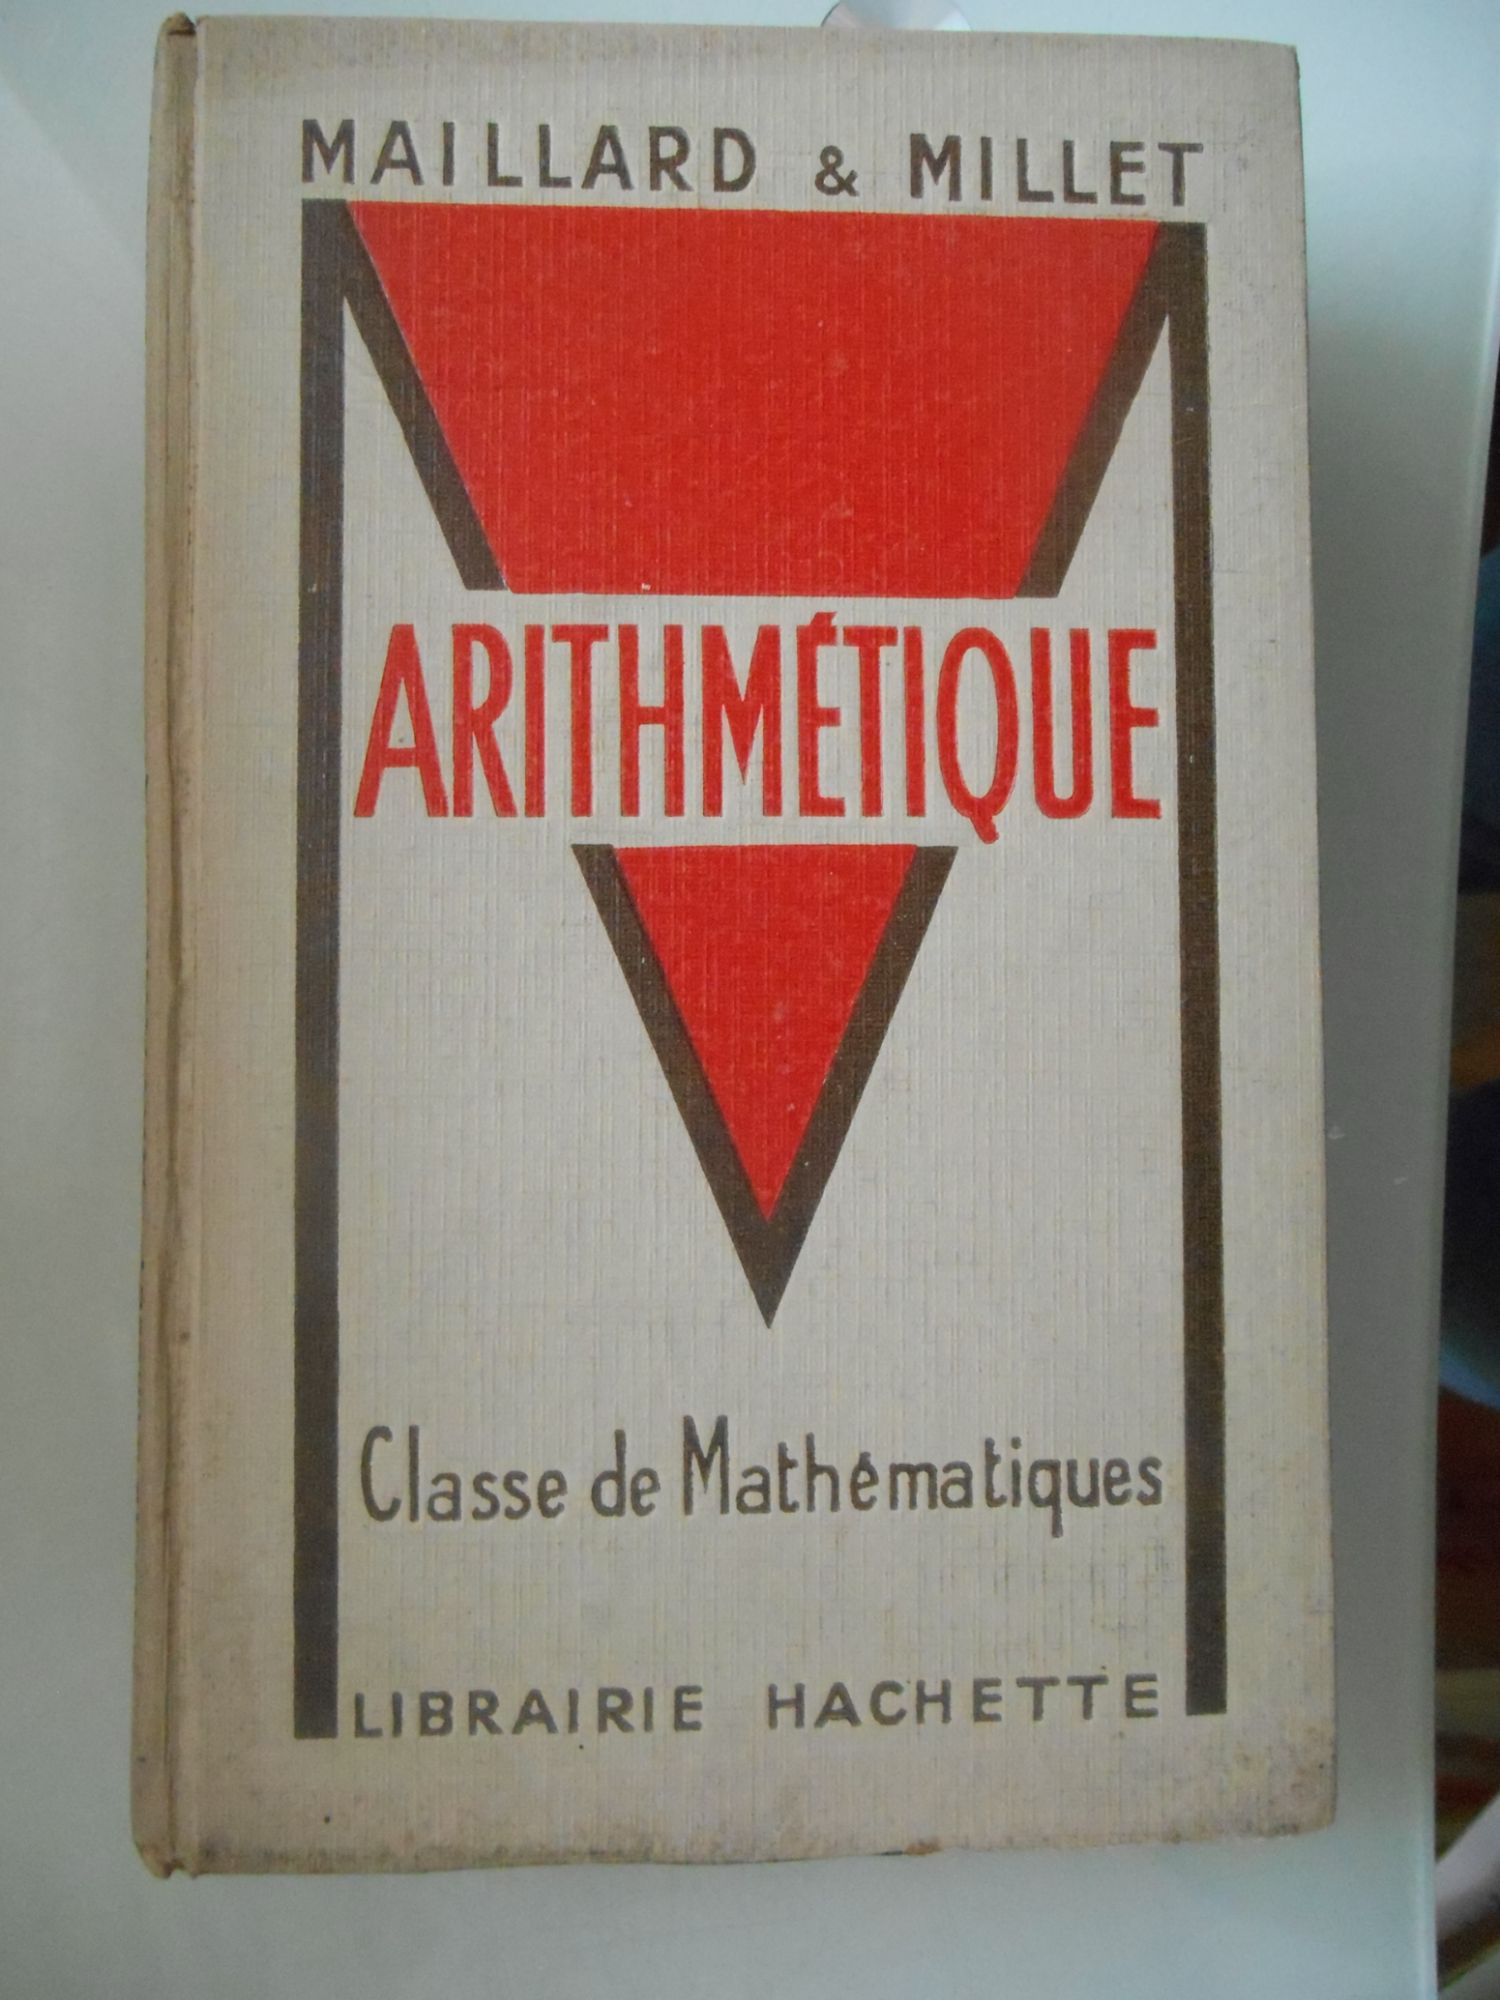 MAILLARD & MILLET
ARITHMÉTIQUE
Classe de Mathématiques
LIBRAIRIE HACHETTE